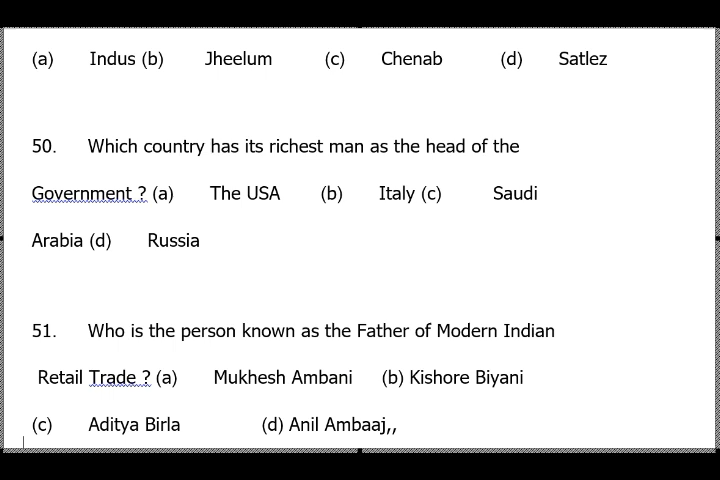 (a) Indus (b) Jheelum (c) Chenab (d) Satlez
50. Which country has its richest man as the head of the
Government ? (a) The USA (b) Italy (c) Saudi
Arabia (d) Russia
51. Who is the person known as the Father of Modern Indian
Retail Trade ? (a) Mukhesh Ambani (b) Kishore Biyani
(c) Aditya Birla (d) Anil Ambaaj,,